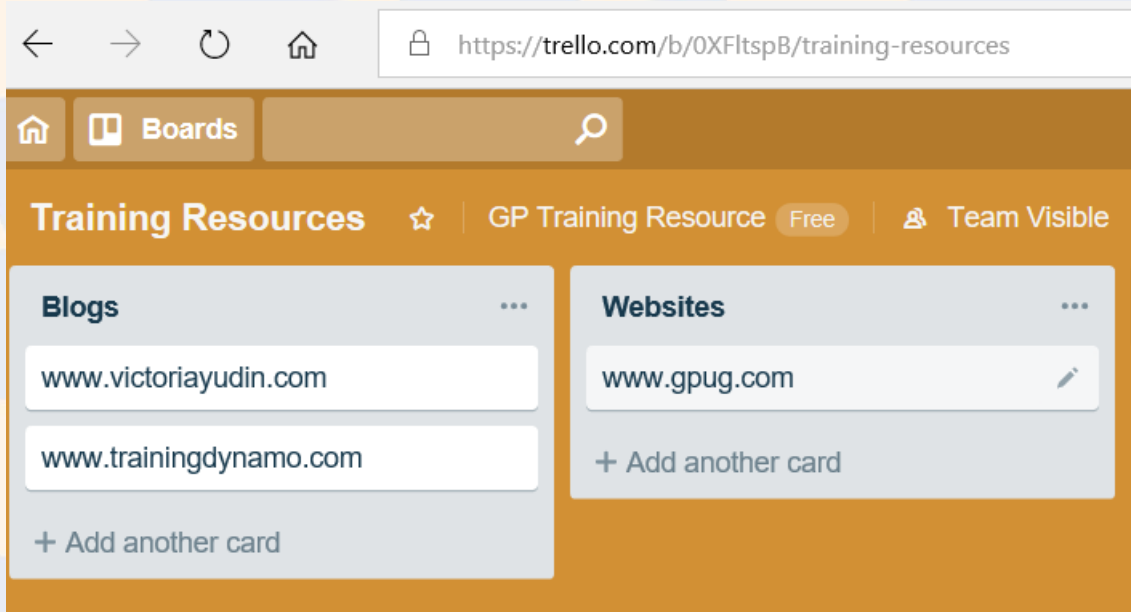 https://trello.com/b/0XFltspB/training-resources
Boards
Training Resources GP Training Resource Free Team Visible
Blogs
www.victoriayudin.com
www.trainingdynamo.com
+ Add another card
Websites
www.gpug.com
+ Add another card